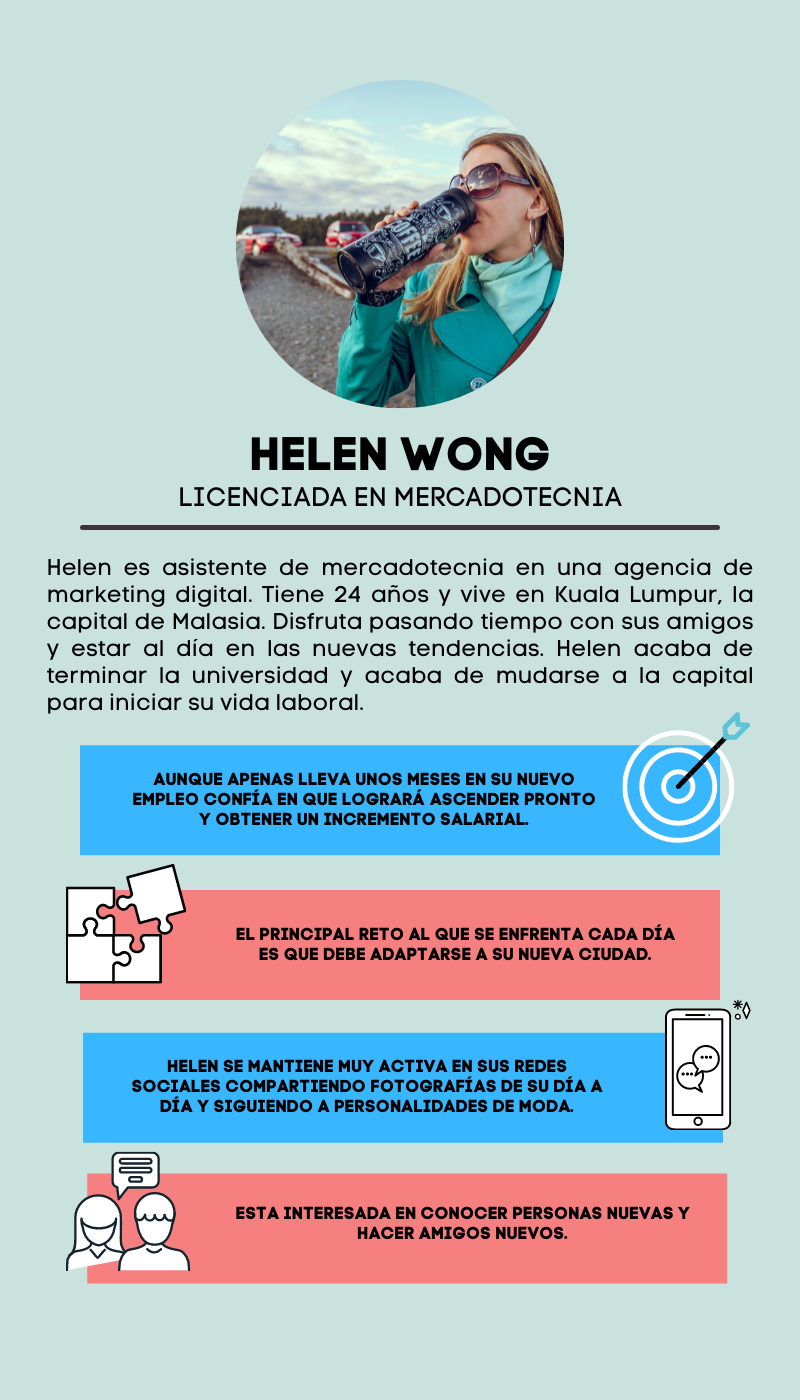 COFFEE
HELEN WONG
LICENCIADA EN MERCADOTECNIA
Helen es asistente de mercadotecnia en una agencia de
marketing digital. Tiene 24 años y vive en Kuala Lumpur, la
capital de Malasia. Disfruta pasando tiempo con sus amigos
y estar al día en las nuevas tendencias. Helen acaba de
terminar la universidad y acaba de mudarse a la capital
para iniciar su vida laboral.
AUNQUE APENAS LLEVA UNOS MESES EN SU NUEVO
EMPLEO CONFÍA EN QUE LOGRARÁ ASCENDER PRONTO
Y OBTENER UN INCREMENTO SALARIAL.
EL PRINCIPAL RETO AL QUE SE ENFRENTA CADA DÍA
ES QUE DEBE ADAPTARSE A SU NUEVA CIUDAD.
HELEN SE MANTIENE MUY ACTIVA EN SUS REDES
SOCIALES COMPARTIENDO FOTOGRAFÍAS DE SU DÍA A
DÍA Y SIGUIENDO A PERSONALIDADES DE MODA.
ESTA INTERESADA EN CONOCER PERSONAS NUEVAS Y
HACER AMIGOS NUEVOS.